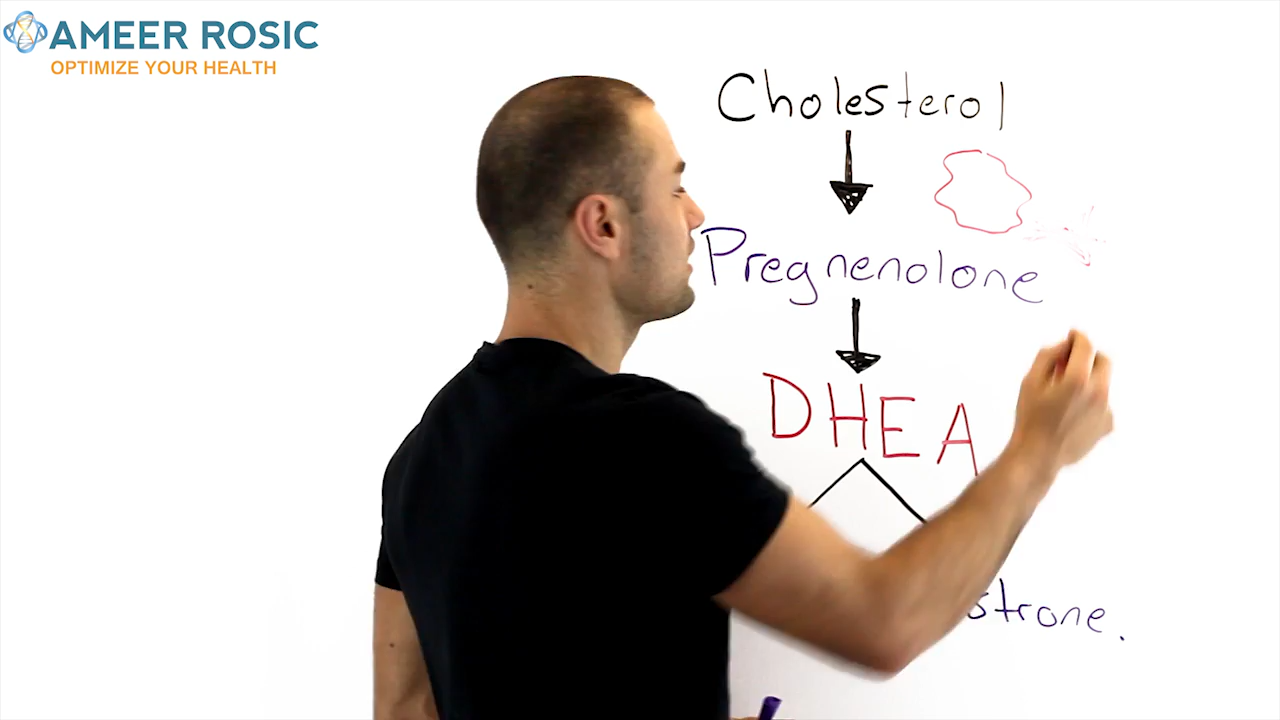 AMEER ROSIC
OPTIMIZE YOUR HEALTH
Cholesterol
Pregnenolone
DHEA
strone.